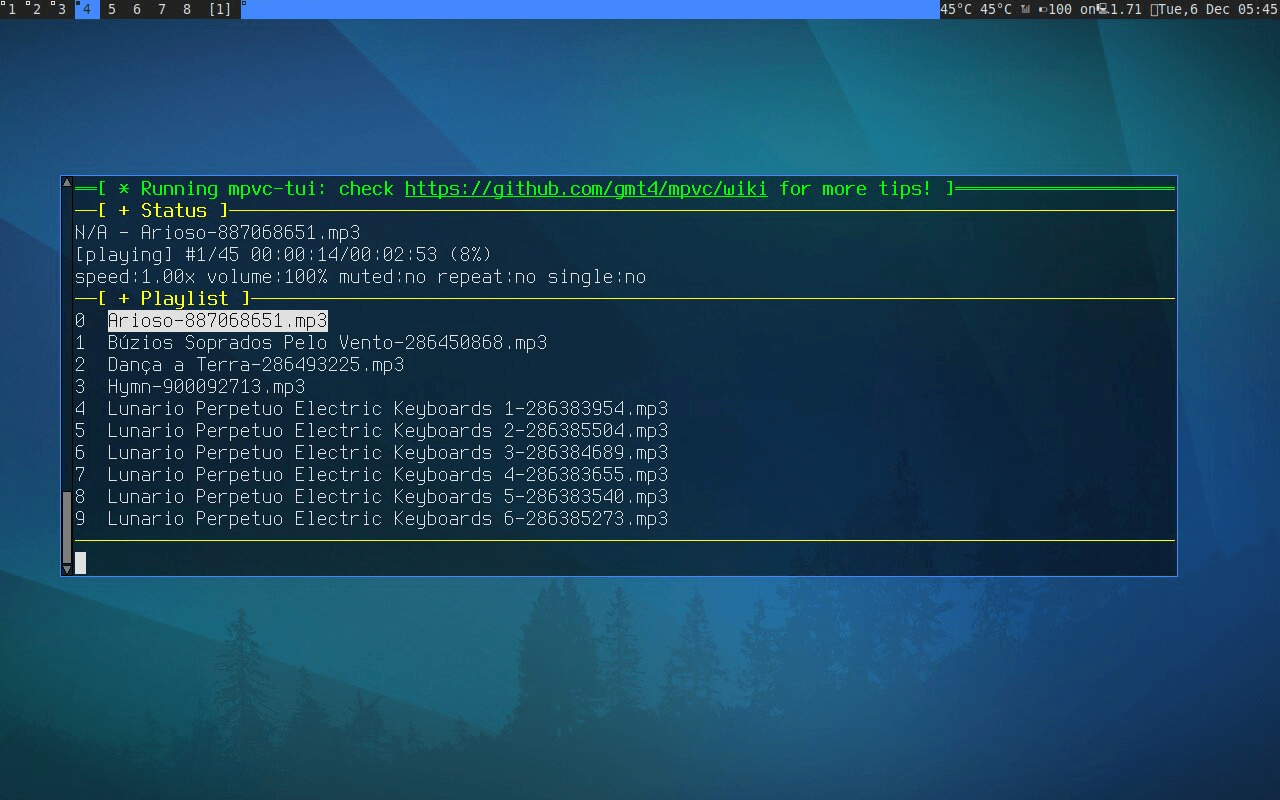 1 2 3 4 5 6 7 8 [1] 45°C 45°C 100 on 1.71 Tue,6 Dec 05:45
[ * Running mpvc-tui: check https://github.com/gmt4/mpvc/wiki for more tips! ]
[ + Status ]
N/A - Arioso-887068651.mp3
[playing] #1/45 00:00:14/00:02:53 (8%)
speed:1.00x volume:100% muted:no repeat:no single:no
[ + Playlist ]
0 Arioso-887068651.mp3
1 Búzios Soprados Pelo Vento-286450868.mp3
2 Dança a Terra-286493225.mp3
3 Hymn-900092713.mp3
4 Lunario Perpetuo Electric Keyboards 1-286383954.mp3
5 Lunario Perpetuo Electric Keyboards 2-286385504.mp3
6 Lunario Perpetuo Electric Keyboards 3-286384689.mp3
7 Lunario Perpetuo Electric Keyboards 4-286383655.mp3
8 Lunario Perpetuo Electric Keyboards 5-286383540.mp3
9 Lunario Perpetuo Electric Keyboards 6-286385273.mp3